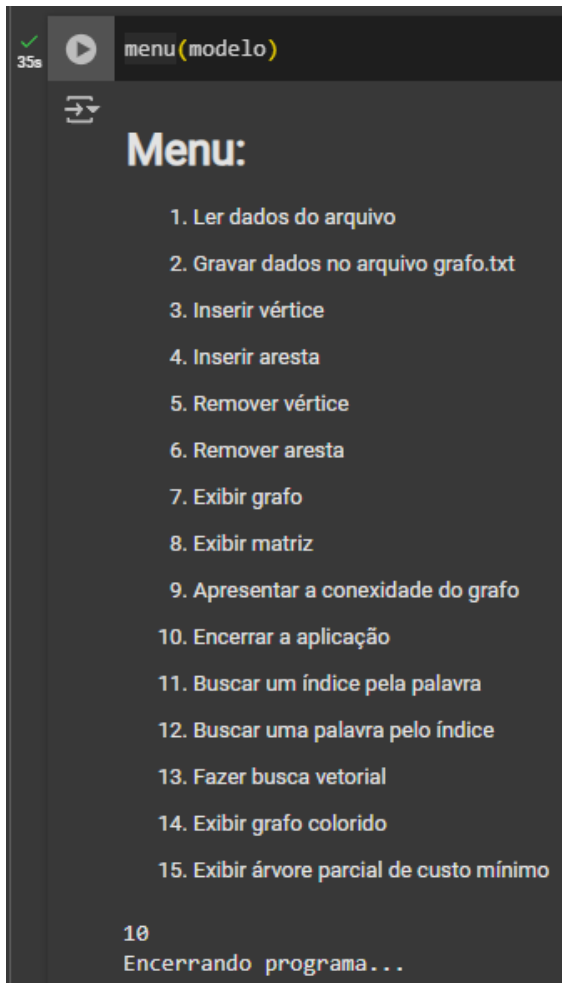 menu(modelo)
35s
Menu:
1. Ler dados do arquivo
2. Gravar dados no arquivo grafo.txt
3. Inserir vértice
4. Inserir aresta
5. Remover vértice
6. Remover aresta
7. Exibir grafo
8. Exibir matriz
9. Apresentar a conexidade do grafo
10. Encerrar a aplicação
11. Buscar um índice pela palavra
12. Buscar uma palavra pelo índice
13. Fazer busca vetorial
14. Exibir grafo colorido
15. Exibir árvore parcial de custo mínimo
10
Encerrando programa...